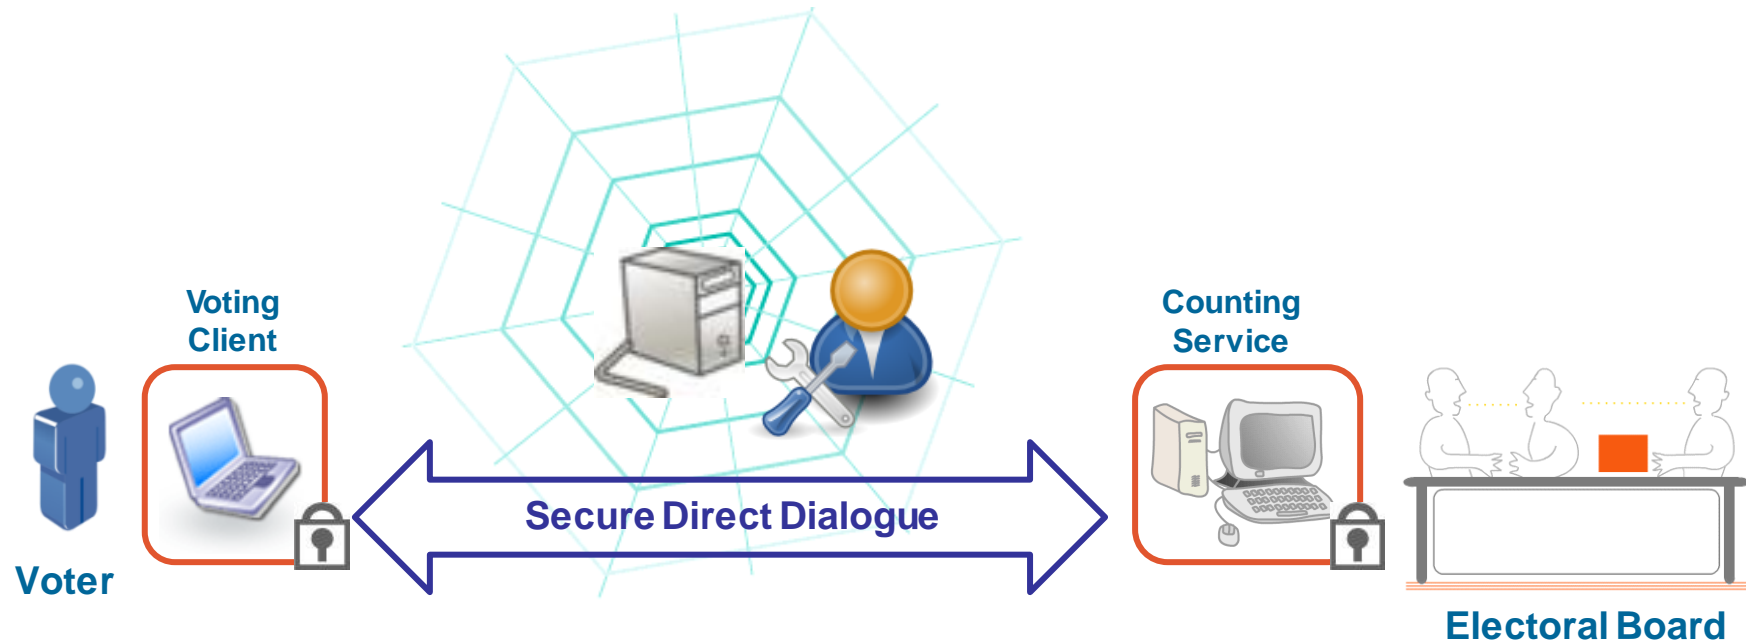 Voting
Client
Counting
Service
Secure Direct Dialogue
Voter
Electoral Board